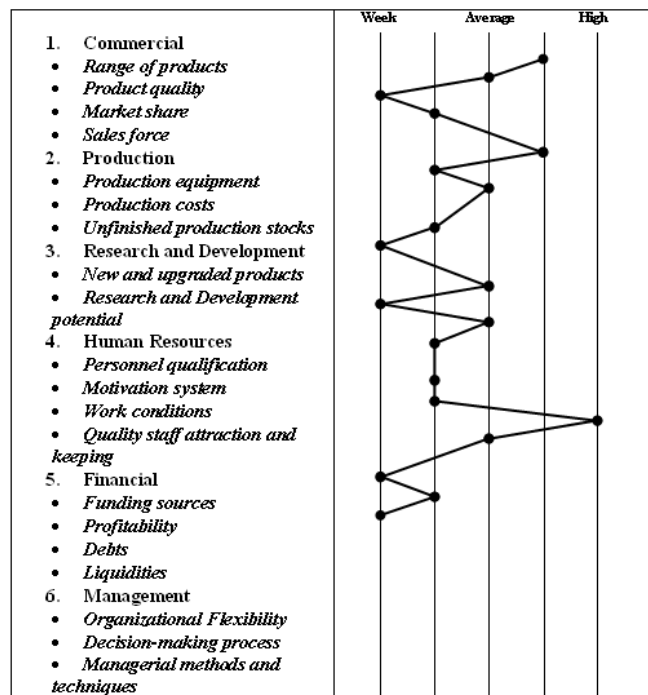 Week Average High
1. Commercial
• Range of products
• Product quality
• Market share
• Sales force
2. Production
• Production equipment
• Production costs
• Unfinished production stocks
3. Research and Development
• New and upgraded products
• Research and Development
potential
4. Human Resources
• Personnel qualification
• Motivation system
• Work conditions
• Quality staff attraction and
keeping
5. Financial
• Funding sources
• Profitability
• Debts
• Liquidities
6. Management
• Organizational Flexibility
• Decision-making process
• Managerial methods and
techniques